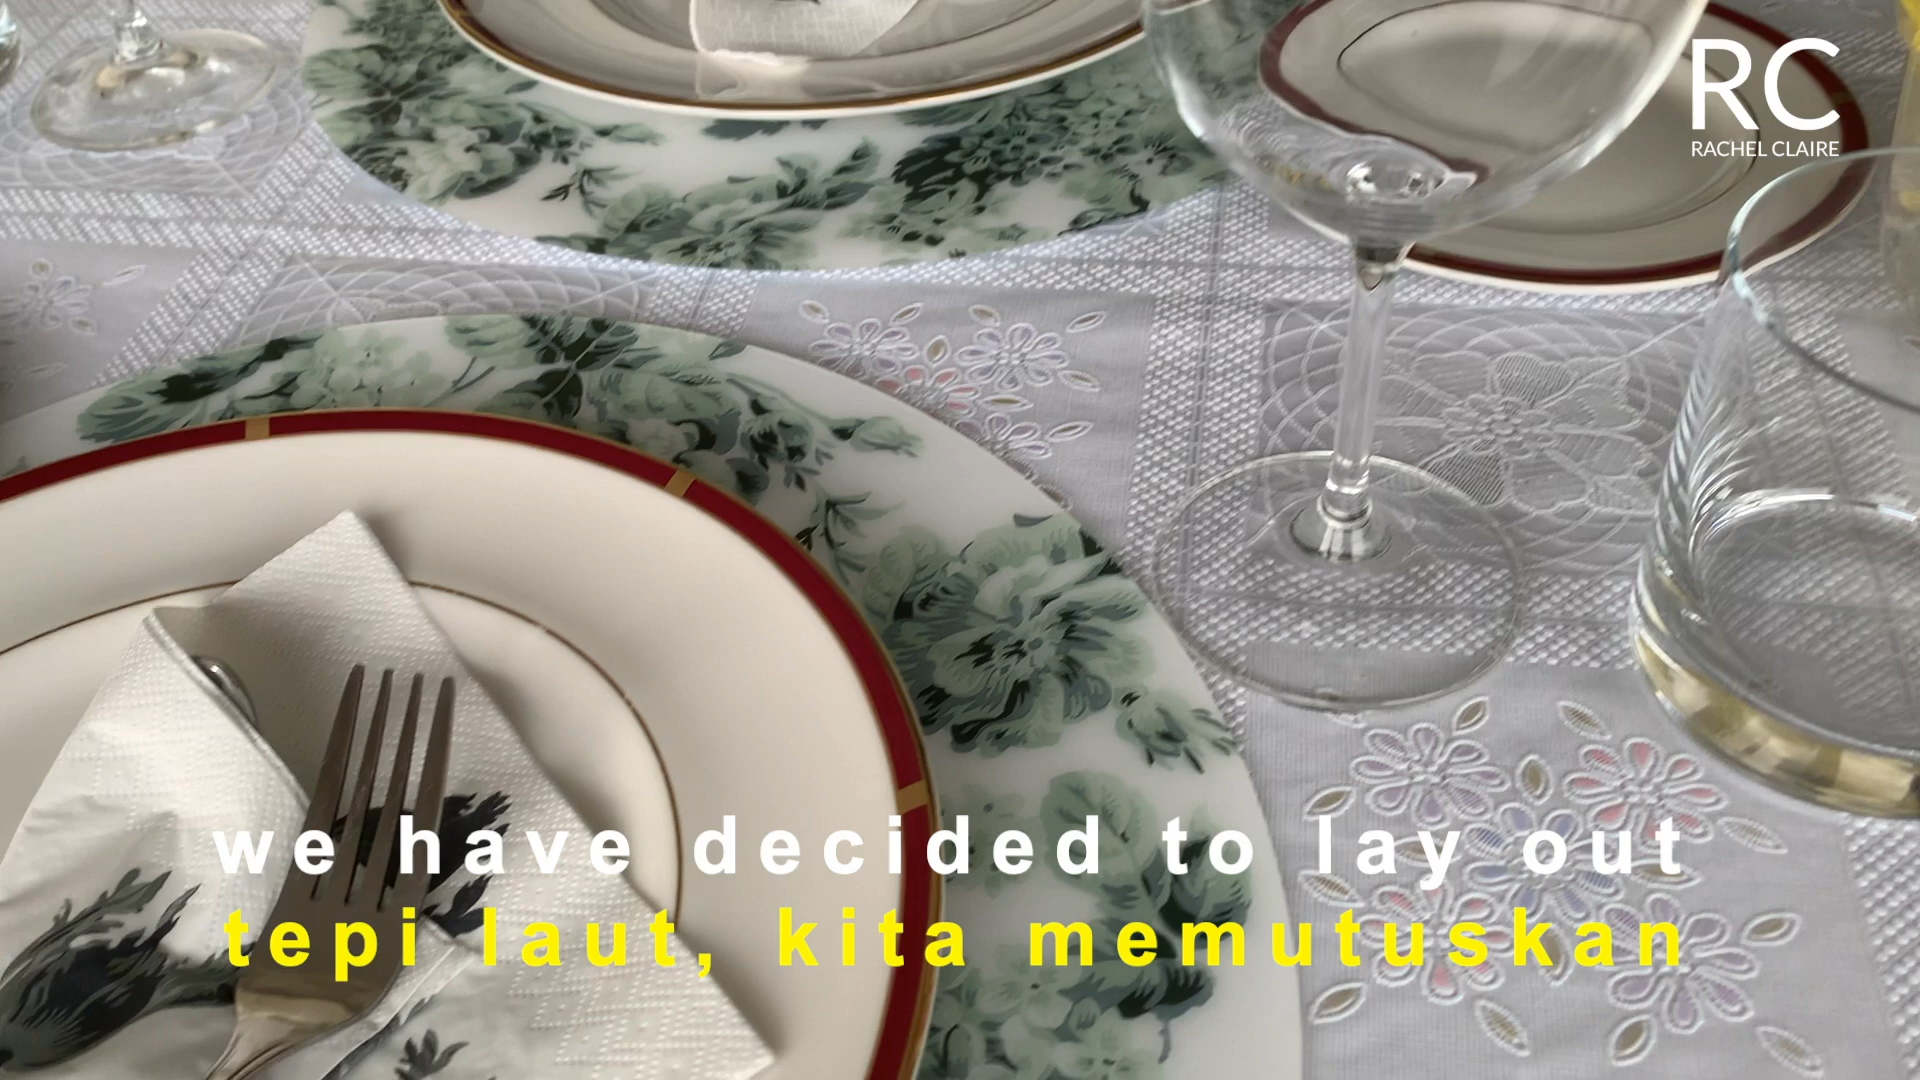 RC
RACHEL CLAIRE
we have decided to lay out
tepi laut, kita memutuskan